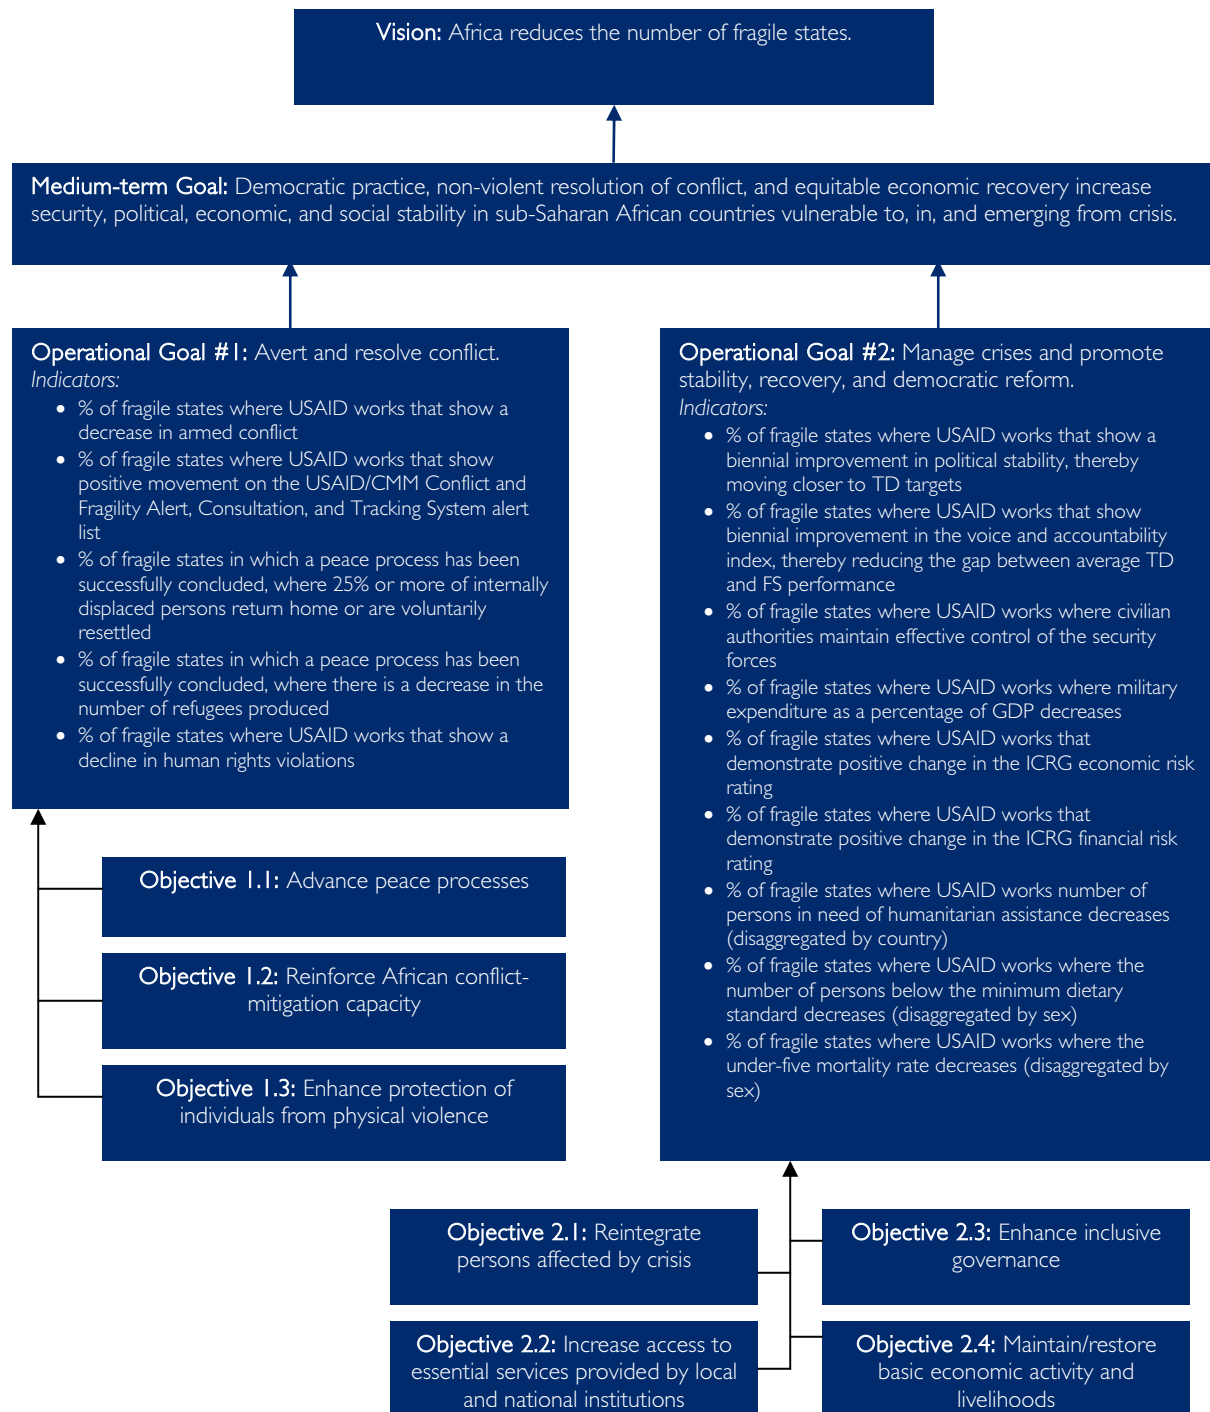 Vision: Africa reduces the number of fragile states.
Medium-term Goal: Democratic practice, non-violent resolution of conflict, and equitable economic recovery increase
security, political, economic, and social stability in sub-Saharan African countries vulnerable to, in, and emerging from crisis.
Operational Goal #1: Avert and resolve conflict.
Indicators:
• % of fragile states where USAID works that show a
decrease in armed conflict
• % of fragile states where USAID works that show
positive movement on the USAID/CMM Conflict and
Fragility Alert, Consultation, and Tracking System alert
list
• % of fragile states in which a peace process has been
successfully concluded, where 25% or more of internally
displaced persons return home or are voluntarily
resettled
• % of fragile states in which a peace process has been
successfully concluded, where there is a decrease in the
number of refugees produced
• % of fragile states where USAID works that show a
decline in human rights violations
Objective 1.1: Advance peace processes
Objective 1.2: Reinforce African conflict-
mitigation capacity
Objective 1.3: Enhance protection of
individuals from physical violence
Operational Goal #2: Manage crises and promote
stability, recovery, and democratic reform.
Indicators:
• % of fragile states where USAID works that show a
biennial improvement in political stability, thereby
moving closer to TD targets
• % of fragile states where USAID works that show
biennial improvement in the voice and accountability
index, thereby reducing the gap between average TD
and FS performance
• % of fragile states where USAID works where civilian
authorities maintain effective control of the security
forces
• % of fragile states where USAID works where military
expenditure as a percentage of GDP decreases
• % of fragile states where USAID works that
demonstrate positive change in the ICRG economic risk
rating
• % of fragile states where USAID works that
demonstrate positive change in the ICRG financial risk
rating
• % of fragile states where USAID works number of
persons in need of humanitarian assistance decreases
(disaggregated by country)
• % of fragile states where USAID works where the
number of persons below the minimum dietary
standard decreases (disaggregated by sex)
• % of fragile states where USAID works where the
under-five mortality rate decreases (disaggregated by
sex)
Objective 2.1: Reintegrate
persons affected by crisis
Objective 2.2: Increase access to
essential services provided by local
and national institutions
Objective 2.3: Enhance inclusive
governance
Objective 2.4: Maintain/restore
basic economic activity and
livelihoods